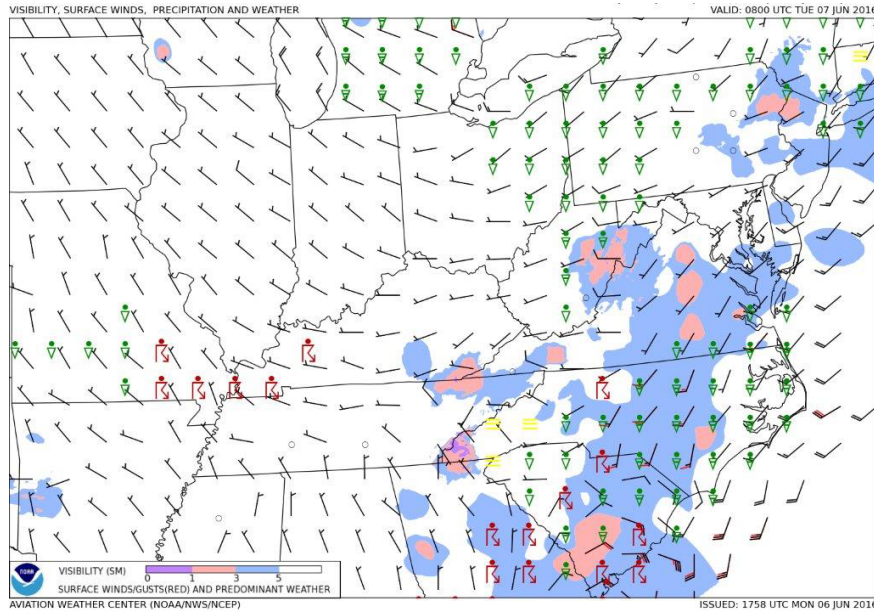 VISIBILITY, SURFACE WINDS, PRECIPITATION AND WEATHER
VALID: 0800 UTC TUE 07 JUN 2016
NOAA
VISIBILITY (SM)
0 1 3 5
SURFACE WINDS/GUSTS(RED) AND PREDOMINANT WEATHER
AVIATION WEATHER CENTER (NOAA/NWS/NCEP)
ISSUED: 1758 UTC MON 06 JUN 2016